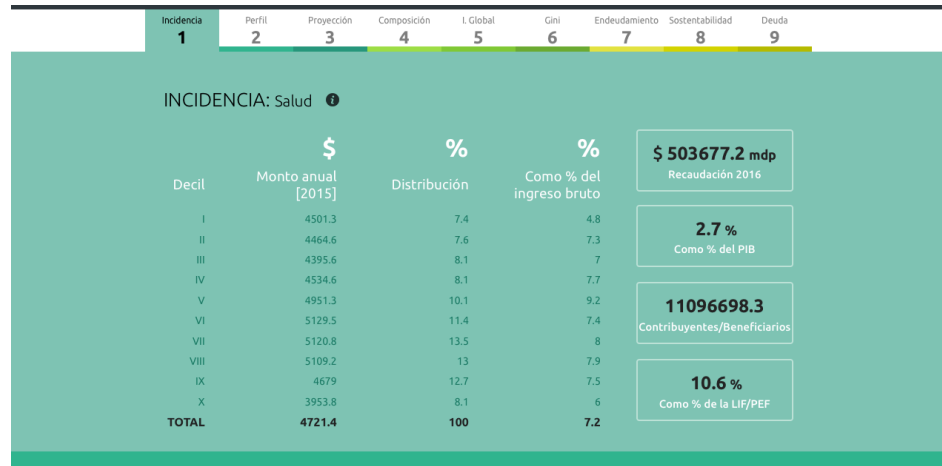 Incidencia Perfil Proyección Composición I. Global Gini Endeudamiento Sostentabilidad Deuda
1 2 3 4 5 6 7 8 9
INCIDENCIA: Salud i
$ % %
Decil Monto anual [2015] Distribución Como % del ingreso bruto
I 4501.3 7.4 4.8
II 4464.6 7.6 7.3
III 4395.6 8.1 7
IV 4534.6 8.1 7.7
V 4951.3 10.1 9.2
VI 5129.5 11.4 7.4
VII 5120.8 13.5 8
VIII 5109.2 13 7.9
IX 4679 12.7 7.5
X 3953.8 8.1 6
TOTAL 4721.4 100 7.2
$ 503677.2 mdp
Recaudación 2016
2.7 %
Como % del PIB
11096698.3
Contribuyentes/Beneficiarios
10.6 %
Como % de la LIF/PEF